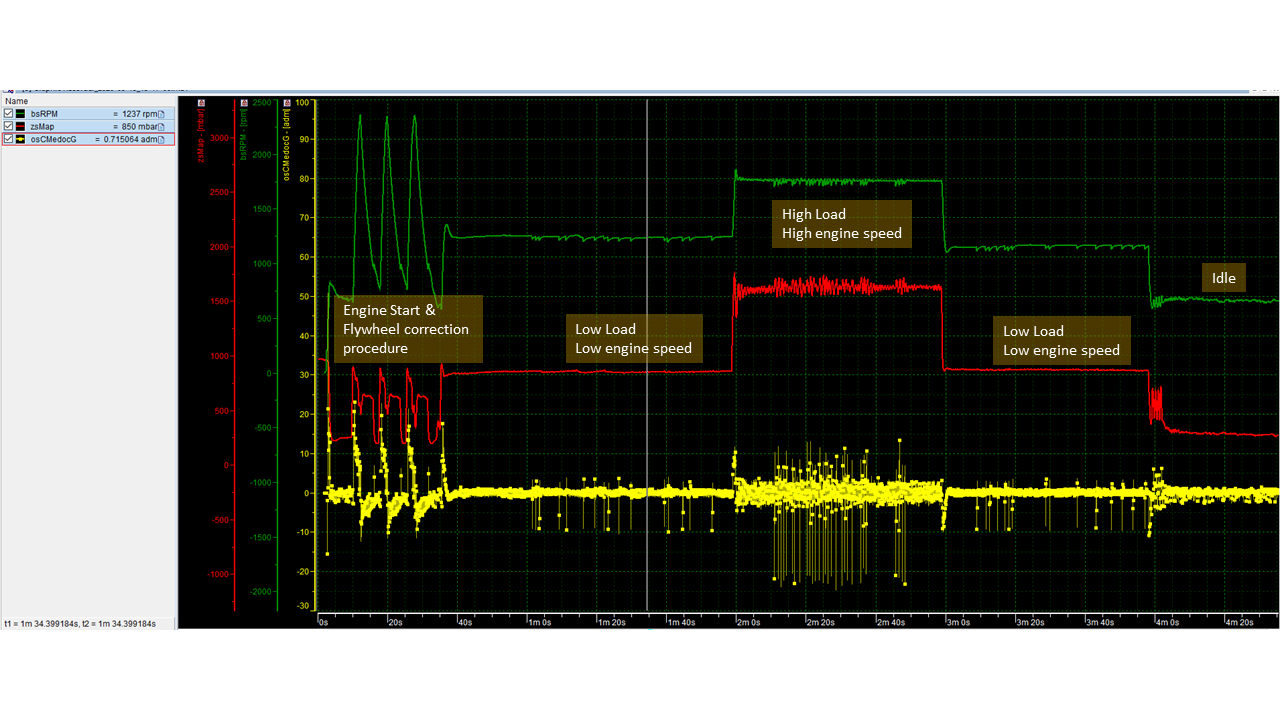 Name
bsRPM = 1237 rpm
zsMap = 850 mbar
osCMedocG = 0.715064 adm
zsMap - [mbar]
3000
2500
2000
1500
1000
500
0
-500
-1000
bsRPM - [rpm]
2500
2000
1500
1000
500
0
-500
-1000
-1500
-2000
osCMedocG - [adm]
100
90
80
70
60
50
40
30
20
10
0
-10
-20
-30
Engine Start &
Flywheel correction
procedure
Low Load
Low engine speed
High Load
High engine speed
Low Load
Low engine speed
Idle
0s 20s 40s 1m 0s 1m 20s 1m 40s 2m 0s 2m 20s 2m 40s 3m 0s 3m 20s 3m 40s 4m 0s 4m 20s
t1 = 1m 34.399184s, t2 = 1m 34.399184s